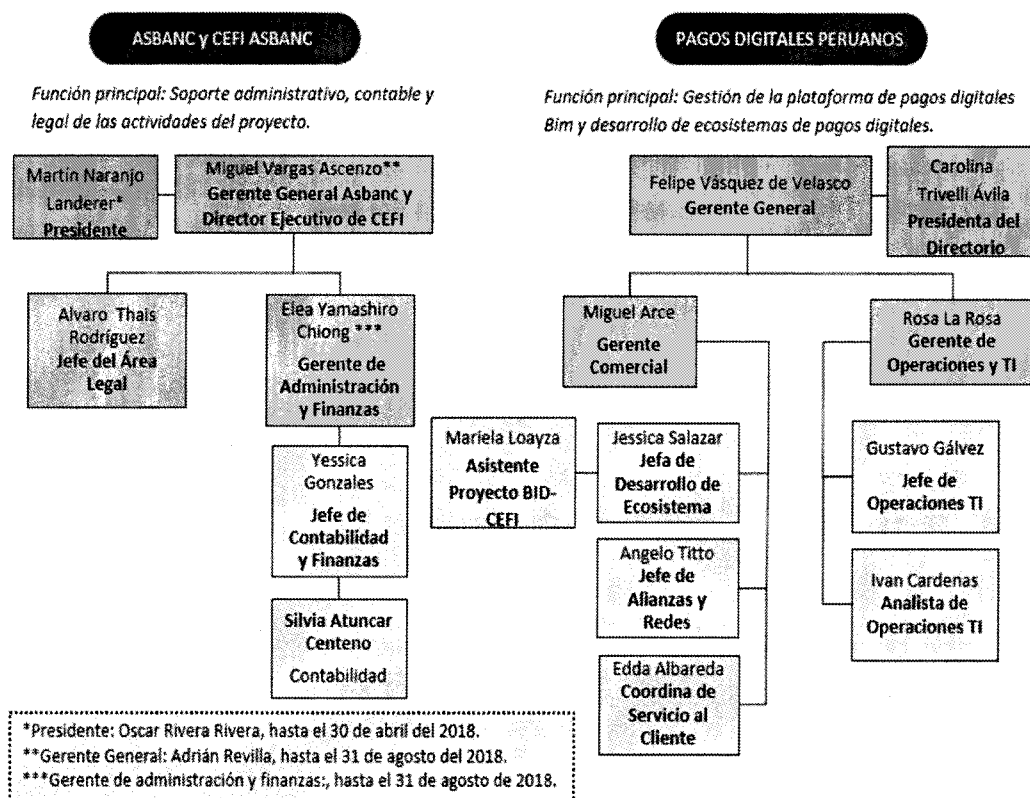 ASBANC y CEFI ASBANC
Función principal: Soporte administrativo, contable y
legal de las actividades del proyecto.
Martín Naranjo
Landerer*
Presidente
Miguel Vargas Ascenzo**
Gerente General Asbanc y
Director Ejecutivo de CEFI
Alvaro Thais
Rodríguez
Jefe del Área
Legal
Elea Yamashiro
Chiong ***
Gerente de
Administración
y Finanzas
Yessica
Gonzales
Jefe de
Contabilidad
y Finanzas
Silvia Atuncar
Centeno
Contabilidad
PAGOS DIGITALES PERUANOS
Función principal: Gestión de la plataforma de pagos digitales
Bim y desarrollo de ecosistemas de pagos digitales.
Felipe Vásquez de Velasco
Gerente General
Carolina
Trivelli Ávila
Presidenta del
Directorio
Miguel Arce
Gerente
Comercial
Rosa La Rosa
Gerente de
Operaciones y TI
Mariela Loayza
Asistente
Proyecto BID-
CEFI
Jessica Salazar
Jefa de
Desarrollo de
Ecosistema
Angelo Titto
Jefe de
Alianzas y
Redes
Edda Albareda
Coordina de
Servicio al
Cliente
Gustavo Gálvez
Jefe de
Operaciones TI
Ivan Cardenas
Analista de
Operaciones TI
*Presidente: Oscar Rivera Rivera, hasta el 30 de abril del 2018.
**Gerente General: Adrián Revilla, hasta el 31 de agosto del 2018.
***Gerente de administración y finanzas:, hasta el 31 de agosto de 2018.